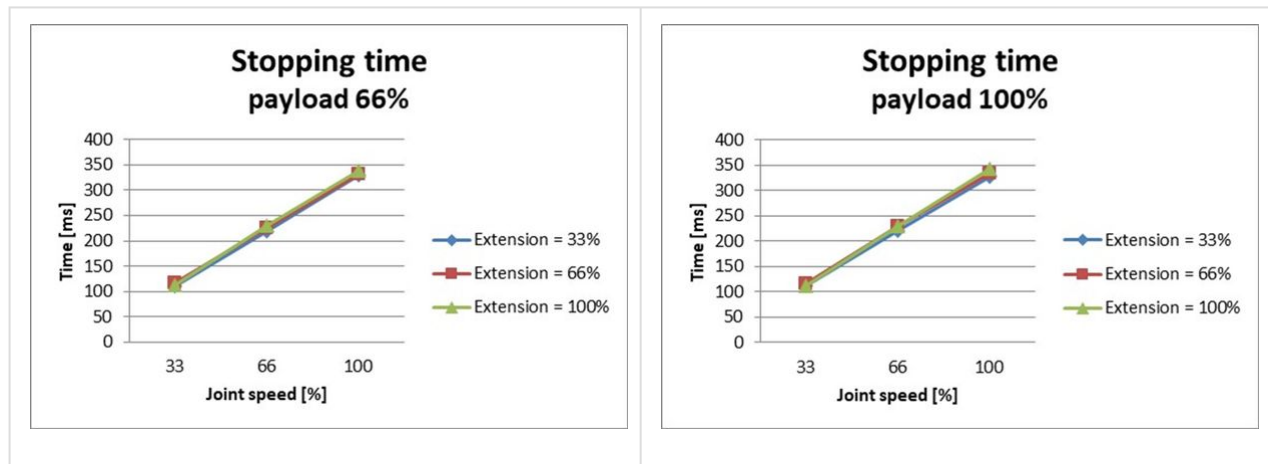 Stopping time
payload 66%
400
350
300
250
200
150
100
50
0
Time [ms]
33 66 100
Joint speed [%]
Extension = 33%
Extension = 66%
Extension = 100%
Stopping time
payload 100%
400
350
300
250
200
150
100
50
0
Time [ms]
33 66 100
Joint speed [%]
Extension = 33%
Extension = 66%
Extension = 100%